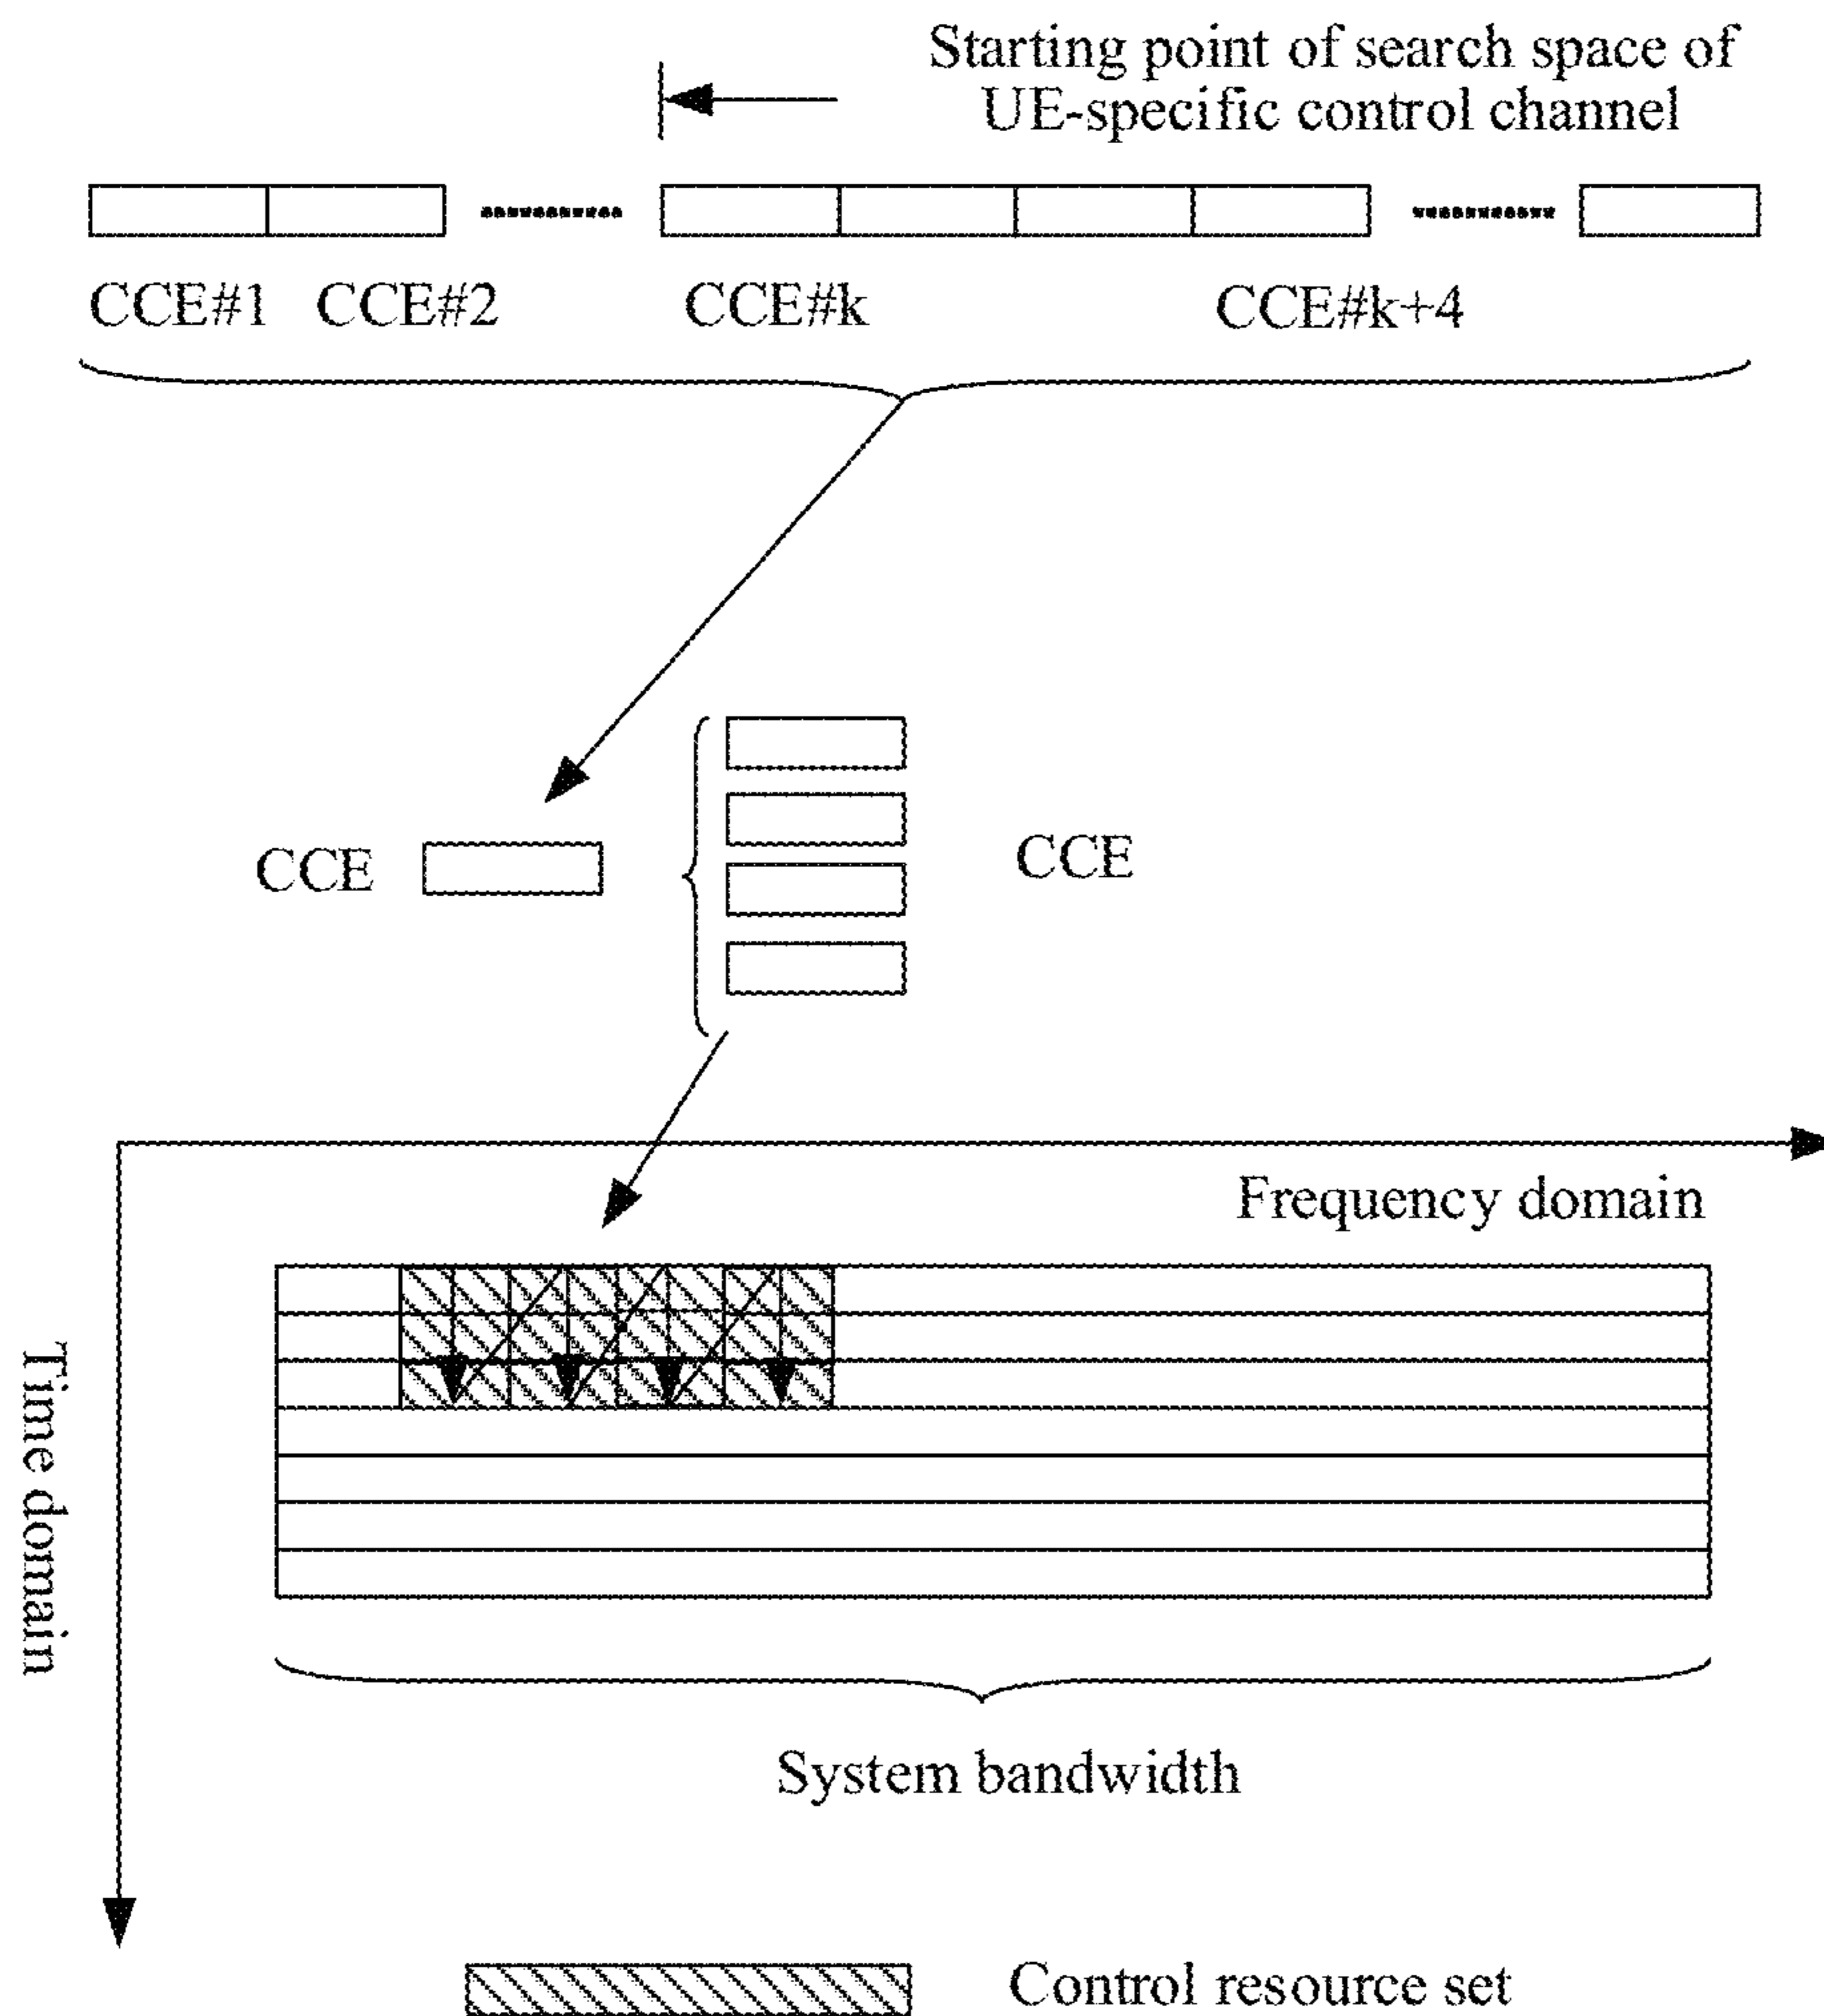 Starting point of search space of
UE-specific control channel
CCE#1 CCE#2 CCE#k CCE#k+4
CCE CCE
Frequency domain
Time domain
System bandwidth
Control resource set